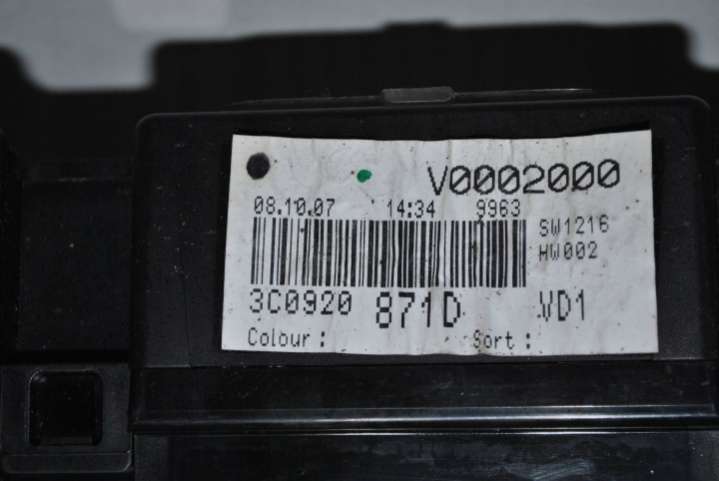 V0002000
08.10.07 14:34 9963
SW1216
HW002
3C0920 871D VD1
Colour : Sort :